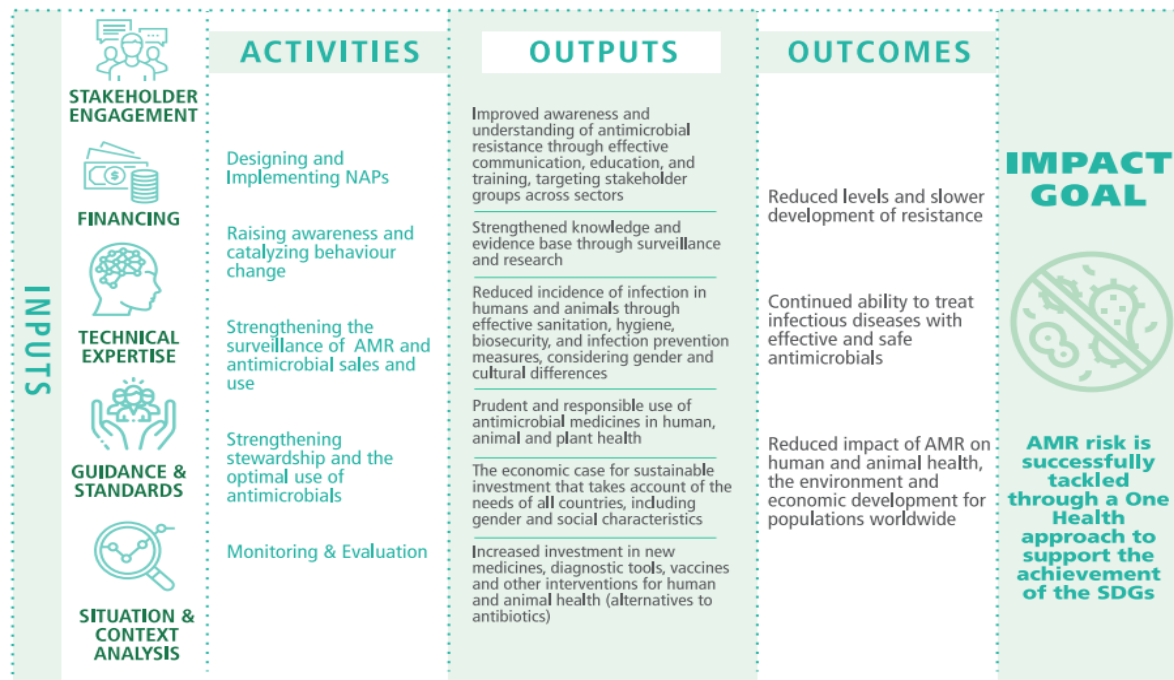 INPUTS
STAKEHOLDER
ENGAGEMENT
FINANCING
TECHNICAL
EXPERTISE
GUIDANCE &
STANDARDS
SITUATION &
CONTEXT
ANALYSIS
ACTIVITIES
Designing and
Implementing NAPs
Raising awareness and
catalyzing behaviour
change
Strengthening the
surveillance of AMR and
antimicrobial sales and
use
Strengthening
stewardship and the
optimal use of
antimicrobials
Monitoring & Evaluation
OUTPUTS
Improved awareness and
understanding of antimicrobial
resistance through effective
communication, education, and
training, targeting stakeholder
groups across sectors
Strengthened knowledge and
evidence base through surveillance
and research
Reduced incidence of infection in
humans and animals through
effective sanitation, hygiene,
biosecurity, and infection prevention
measures, considering gender and
cultural differences
Prudent and responsible use of
antimicrobial medicines in human,
animal and plant health
The economic case for sustainable
investment that takes account of the
needs of all countries, including
gender and social characteristics
Increased investment in new
medicines, diagnostic tools, vaccines
and other interventions for human
and animal health (alternatives to
antibiotics)
OUTCOMES
Reduced levels and slower
development of resistance
Continued ability to treat
infectious diseases with
effective and safe
antimicrobials
Reduced impact of AMR on
human and animal health,
the environment and
economic development for
populations worldwide
IMPACT
GOAL
AMR risk is
successfully
tackled
through a One
Health
approach to
support the
achievement
of the SDGs